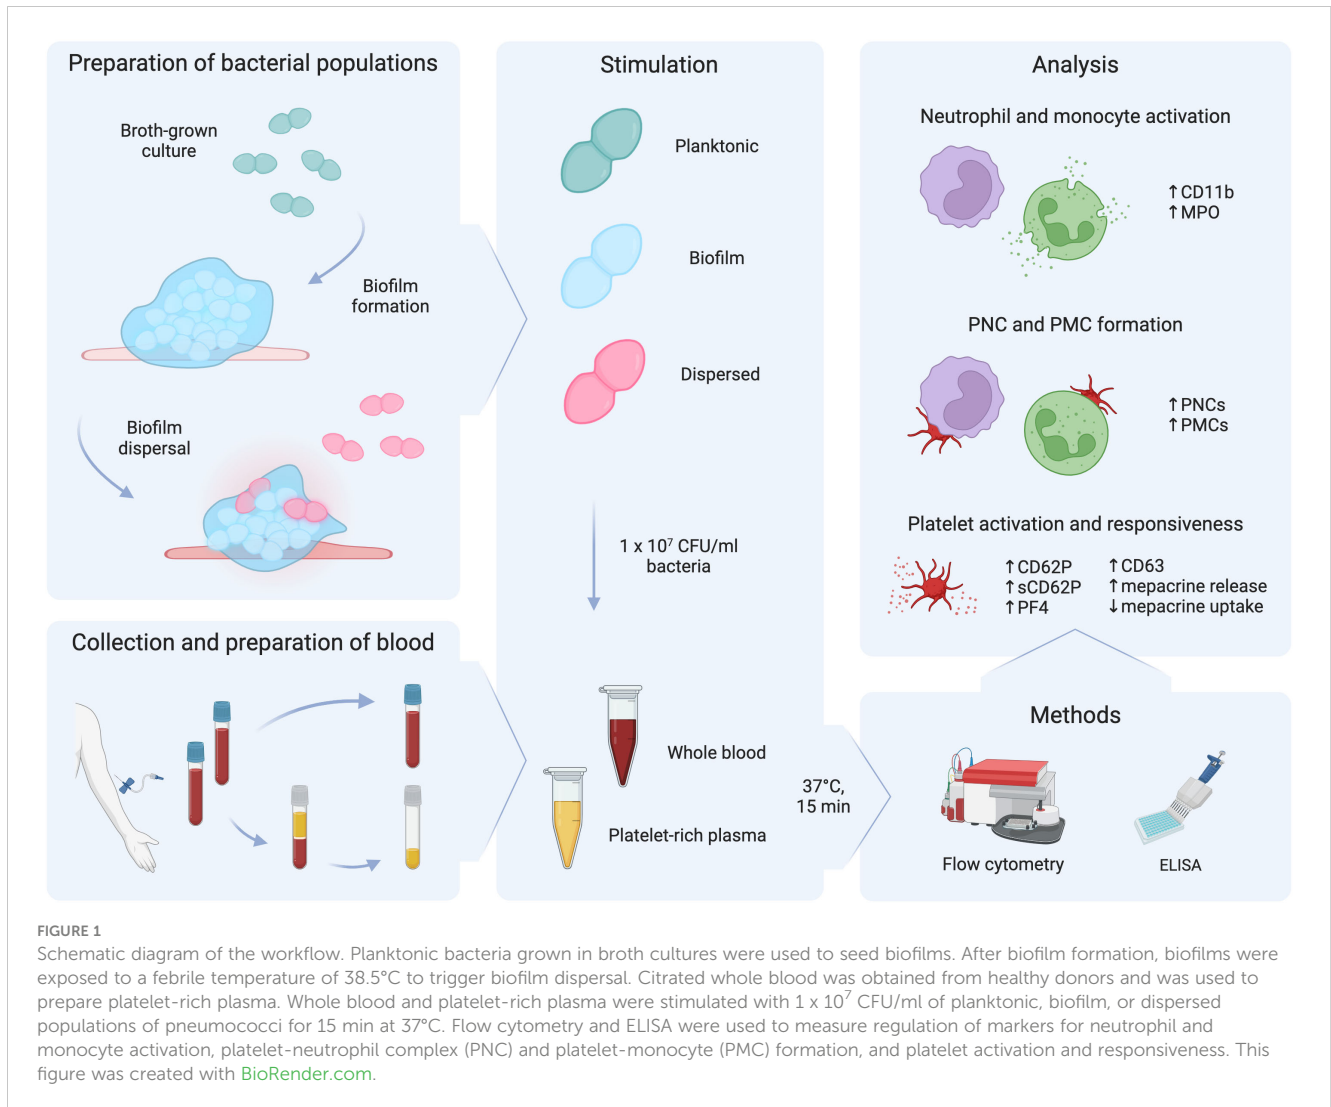 Preparation of bacterial populations
Broth-grown
culture
Biofilm
formation
Biofilm
dispersal
Collection and preparation of blood
Stimulation
Planktonic
Biofilm
Dispersed
1 x 10⁷ CFU/ml
bacteria
Whole blood
Platelet-rich plasma
37°C,
15 min
Analysis
Neutrophil and monocyte activation
↑CD11b
↑MPO
PNC and PMC formation
↑PNCs
↑PMCs
Platelet activation and responsiveness
↑CD62P
↑sCD62P
↑PF4
↑CD63
↑mepacrine release
↓mepacrine uptake
Methods
Flow cytometry
ELISA
FIGURE 1
Schematic diagram of the workflow. Planktonic bacteria grown in broth cultures were used to seed biofilms. After biofilm formation, biofilms were
exposed to a febrile temperature of 38.5°C to trigger biofilm dispersal. Citrated whole blood was obtained from healthy donors and was used to
prepare platelet-rich plasma. Whole blood and platelet-rich plasma were stimulated with 1 x 10⁷ CFU/ml of planktonic, biofilm, or dispersed
populations of pneumococci for 15 min at 37°C. Flow cytometry and ELISA were used to measure regulation of markers for neutrophil and
monocyte activation, platelet-neutrophil complex (PNC) and platelet-monocyte (PMC) formation, and platelet activation and responsiveness. This
figure was created with BioRender.com.